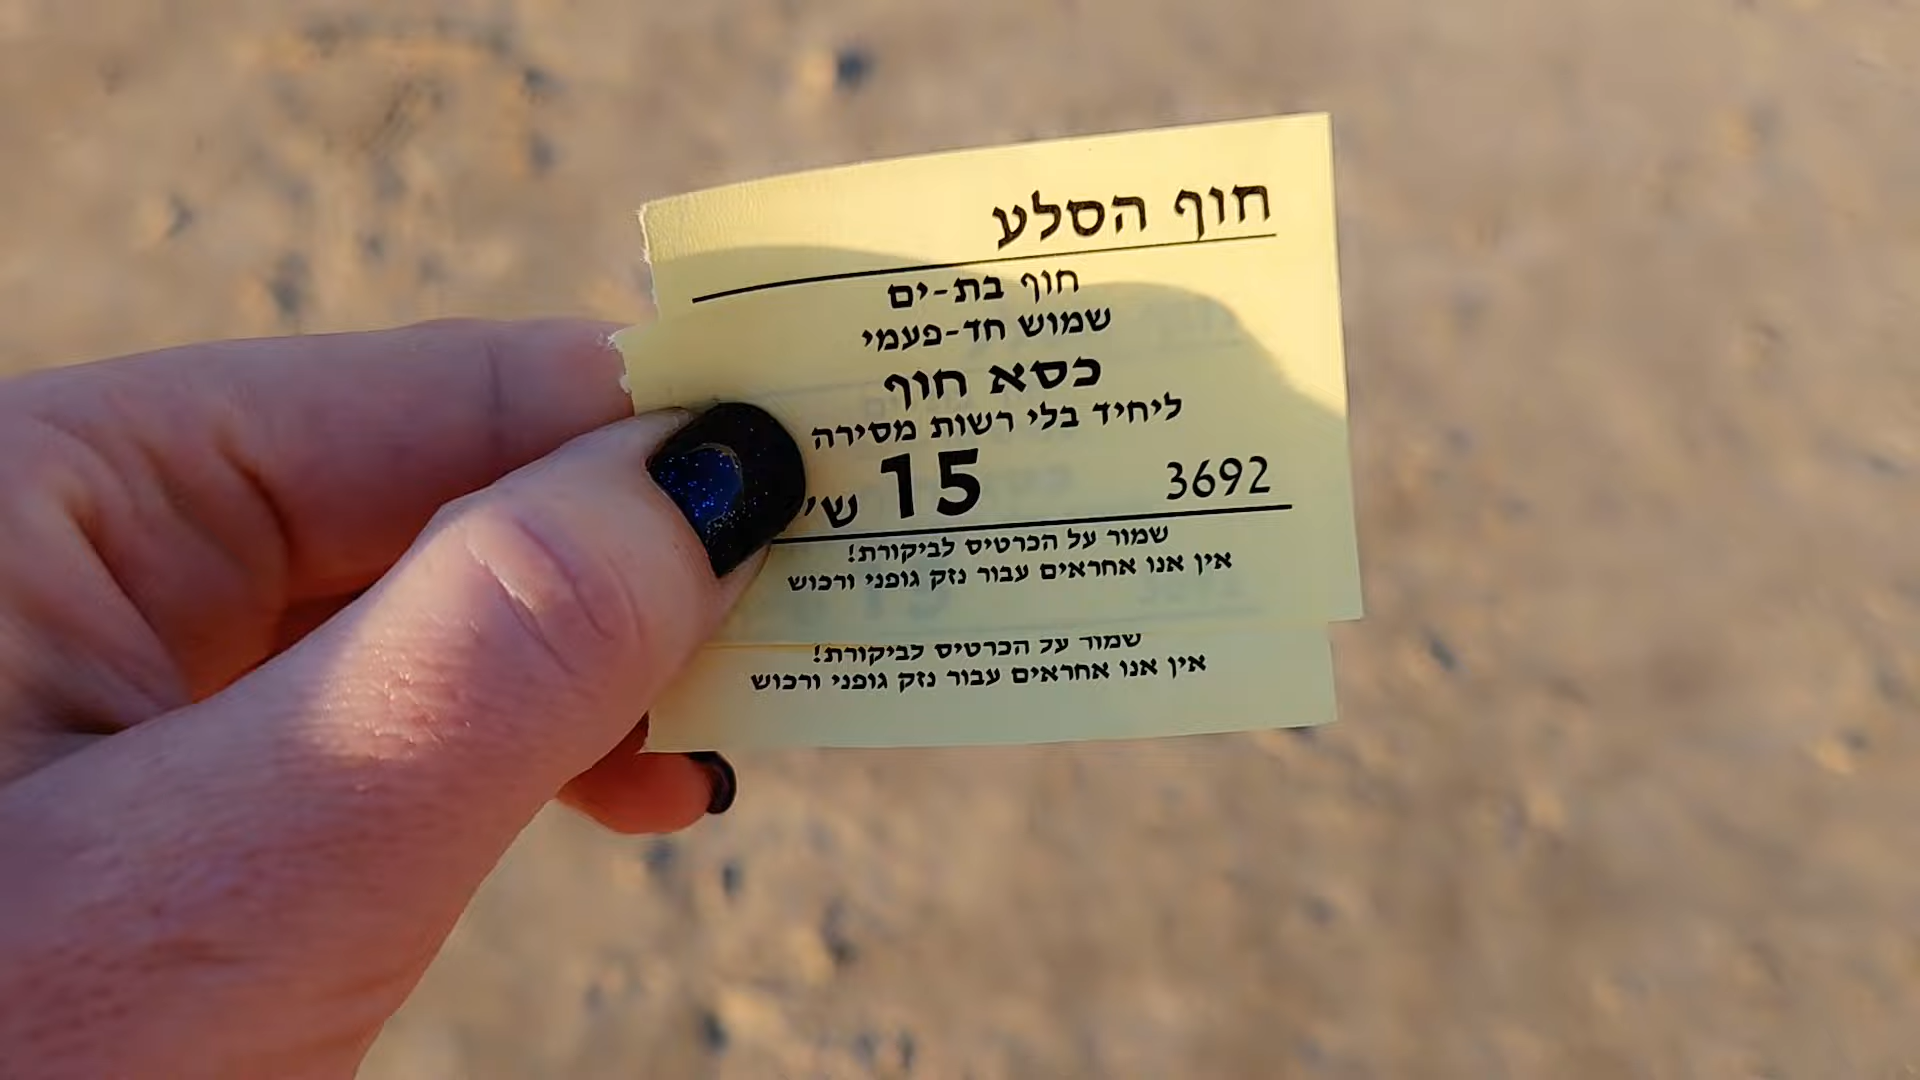 חוף הסלע
חוף בת-ים
שמוש חד-פעמי
כסא חוף
ליחיד בלי רשות מסירה
3692 15 ש'
שמור על הכרטיס לביקורת!
אין אנו אחראים עבור נזק גופני ורכוש
שמור על הכרטיס לביקורת!
אין אנו אחראים עבור נזק גופני ורכוש